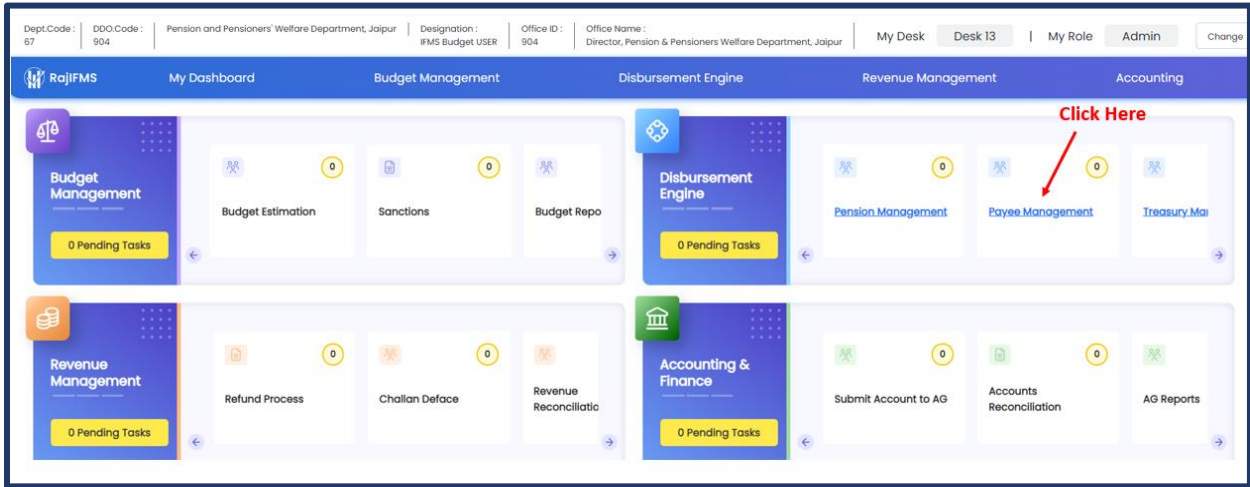 Dept.Code : DDO.Code : Pension and Pensioners' Welfare Department, Jaipur Designation : Office ID : Office Name :
67 904 IFMS Budget USER 904 Director, Pension & Pensioners Welfare Department, Jaipur
My Desk Desk 13 | My Role Admin Change
RajIFMS My Dashboard Budget Management Disbursement Engine Revenue Management Accounting
Click Here
Budget
Management
0 Pending Tasks
0
Budget Estimation
0
Sanctions
Budget Repo
Disbursement
Engine
0 Pending Tasks
0
Pension Management
0
Payee Management
Treasury Ma
Revenue
Management
0 Pending Tasks
0
Refund Process
0
Challan Deface
Revenue
Reconciliatic
Accounting &
Finance
0 Pending Tasks
0
Submit Account to AG
0
Accounts
Reconciliation
AG Reports